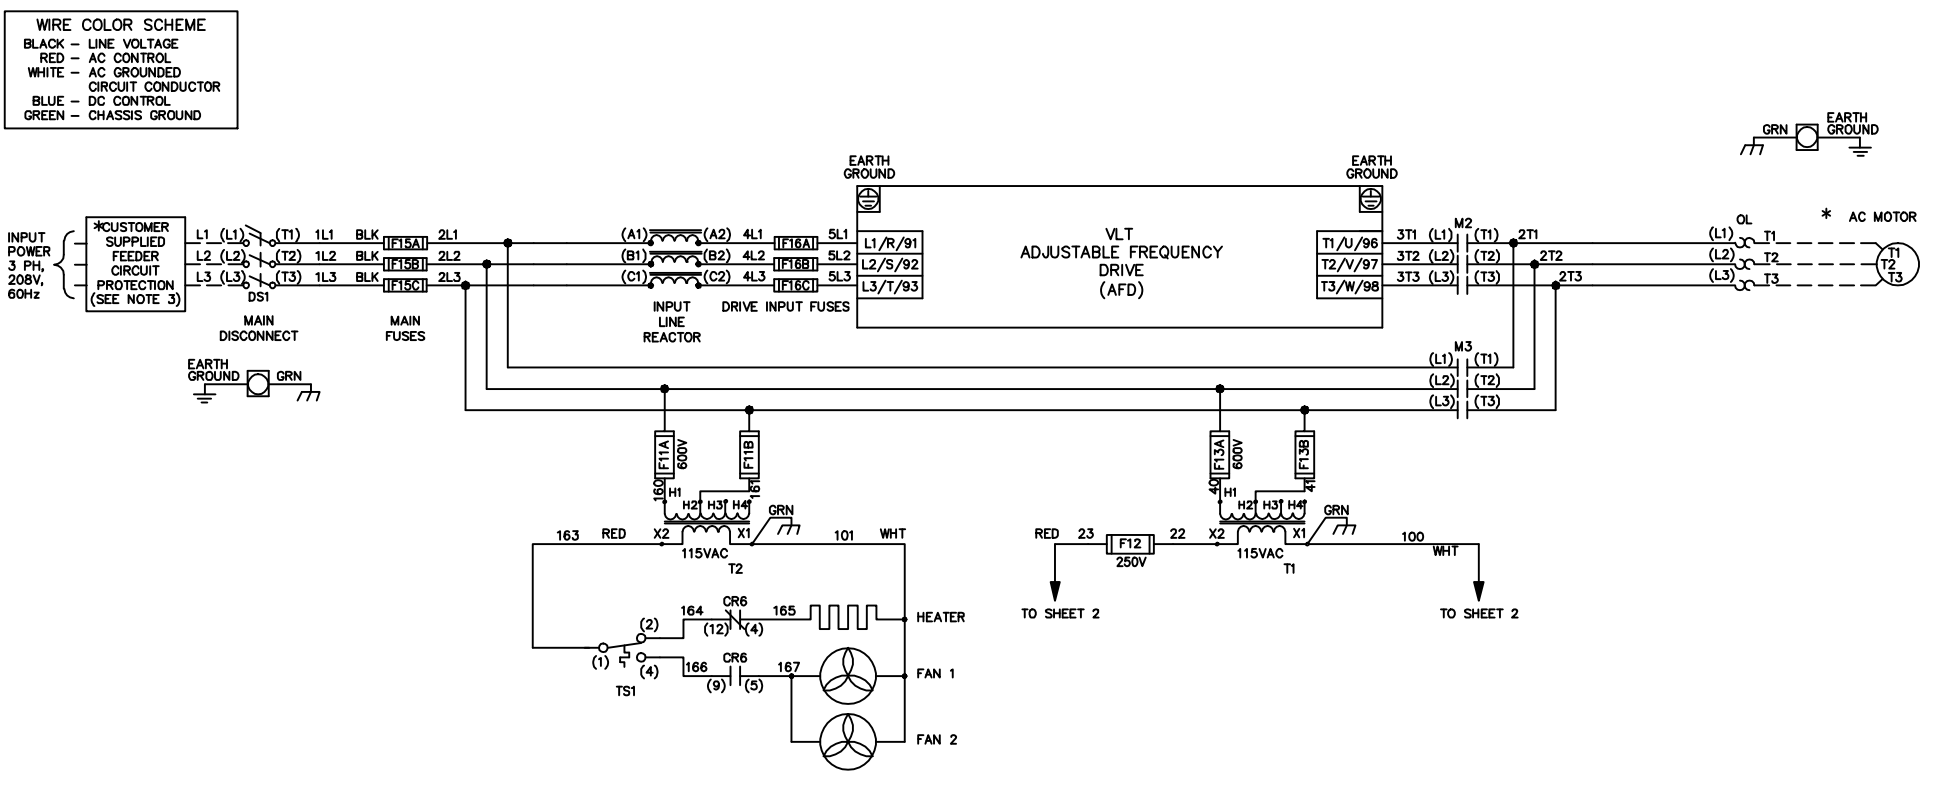 WIRE COLOR SCHEME
BLACK – LINE VOLTAGE
RED – AC CONTROL
WHITE – AC GROUNDED
CIRCUIT CONDUCTOR
BLUE – DC CONTROL
GREEN – CHASSIS GROUND
GRN
EARTH
GROUND
EARTH
GROUND
EARTH
GROUND
INPUT
POWER
3 PH,
208V,
60Hz
*CUSTOMER
SUPPLIED
FEEDER
CIRCUIT
PROTECTION
(SEE NOTE 3)
L1 (L1) (T1) 1L1 BLK F15A 2L1
L2 (L2) (T2) 1L2 BLK F15B 2L2
L3 (L3) (T3) 1L3 BLK F15C 2L3
DS1
MAIN
DISCONNECT
MAIN
FUSES
(A1) (A2) 4L1 F16A 5L1 L1/R/91
(B1) (B2) 4L2 F16B 5L2 L2/S/92
(C1) (C2) 4L3 F16C 5L3 L3/T/93
INPUT
LINE
REACTOR
DRIVE INPUT FUSES
VLT
ADJUSTABLE FREQUENCY
DRIVE
(AFD)
M2
T1/U/96 3T1 (L1) (T1) 2T1
T2/V/97 3T2 (L2) (T2) 2T2
T3/W/98 3T3 (L3) (T3) 2T3
OL
(L1) T1
(L2) T2
(L3) T3
* AC MOTOR
T1
T2
T3
M3
(L1) (T1)
(L2) (T2)
(L3) (T3)
EARTH
GROUND
GRN
F11A
600V
F11B
160
161
H1
H2 H3 H4
GRN
163 RED X2 X1 101 WHT
115VAC
T2
F13A
600V
F13B
40
41
H1
H2 H3 H4
GRN
RED 23 F12 22 X2 X1 100
WHT
250V
115VAC
T1
TO SHEET 2
TO SHEET 2
CR6
164 165
(12) (4)
HEATER
(2)
(1)
(4)
TS1
CR6
166 167
(9) (5)
FAN 1
FAN 2